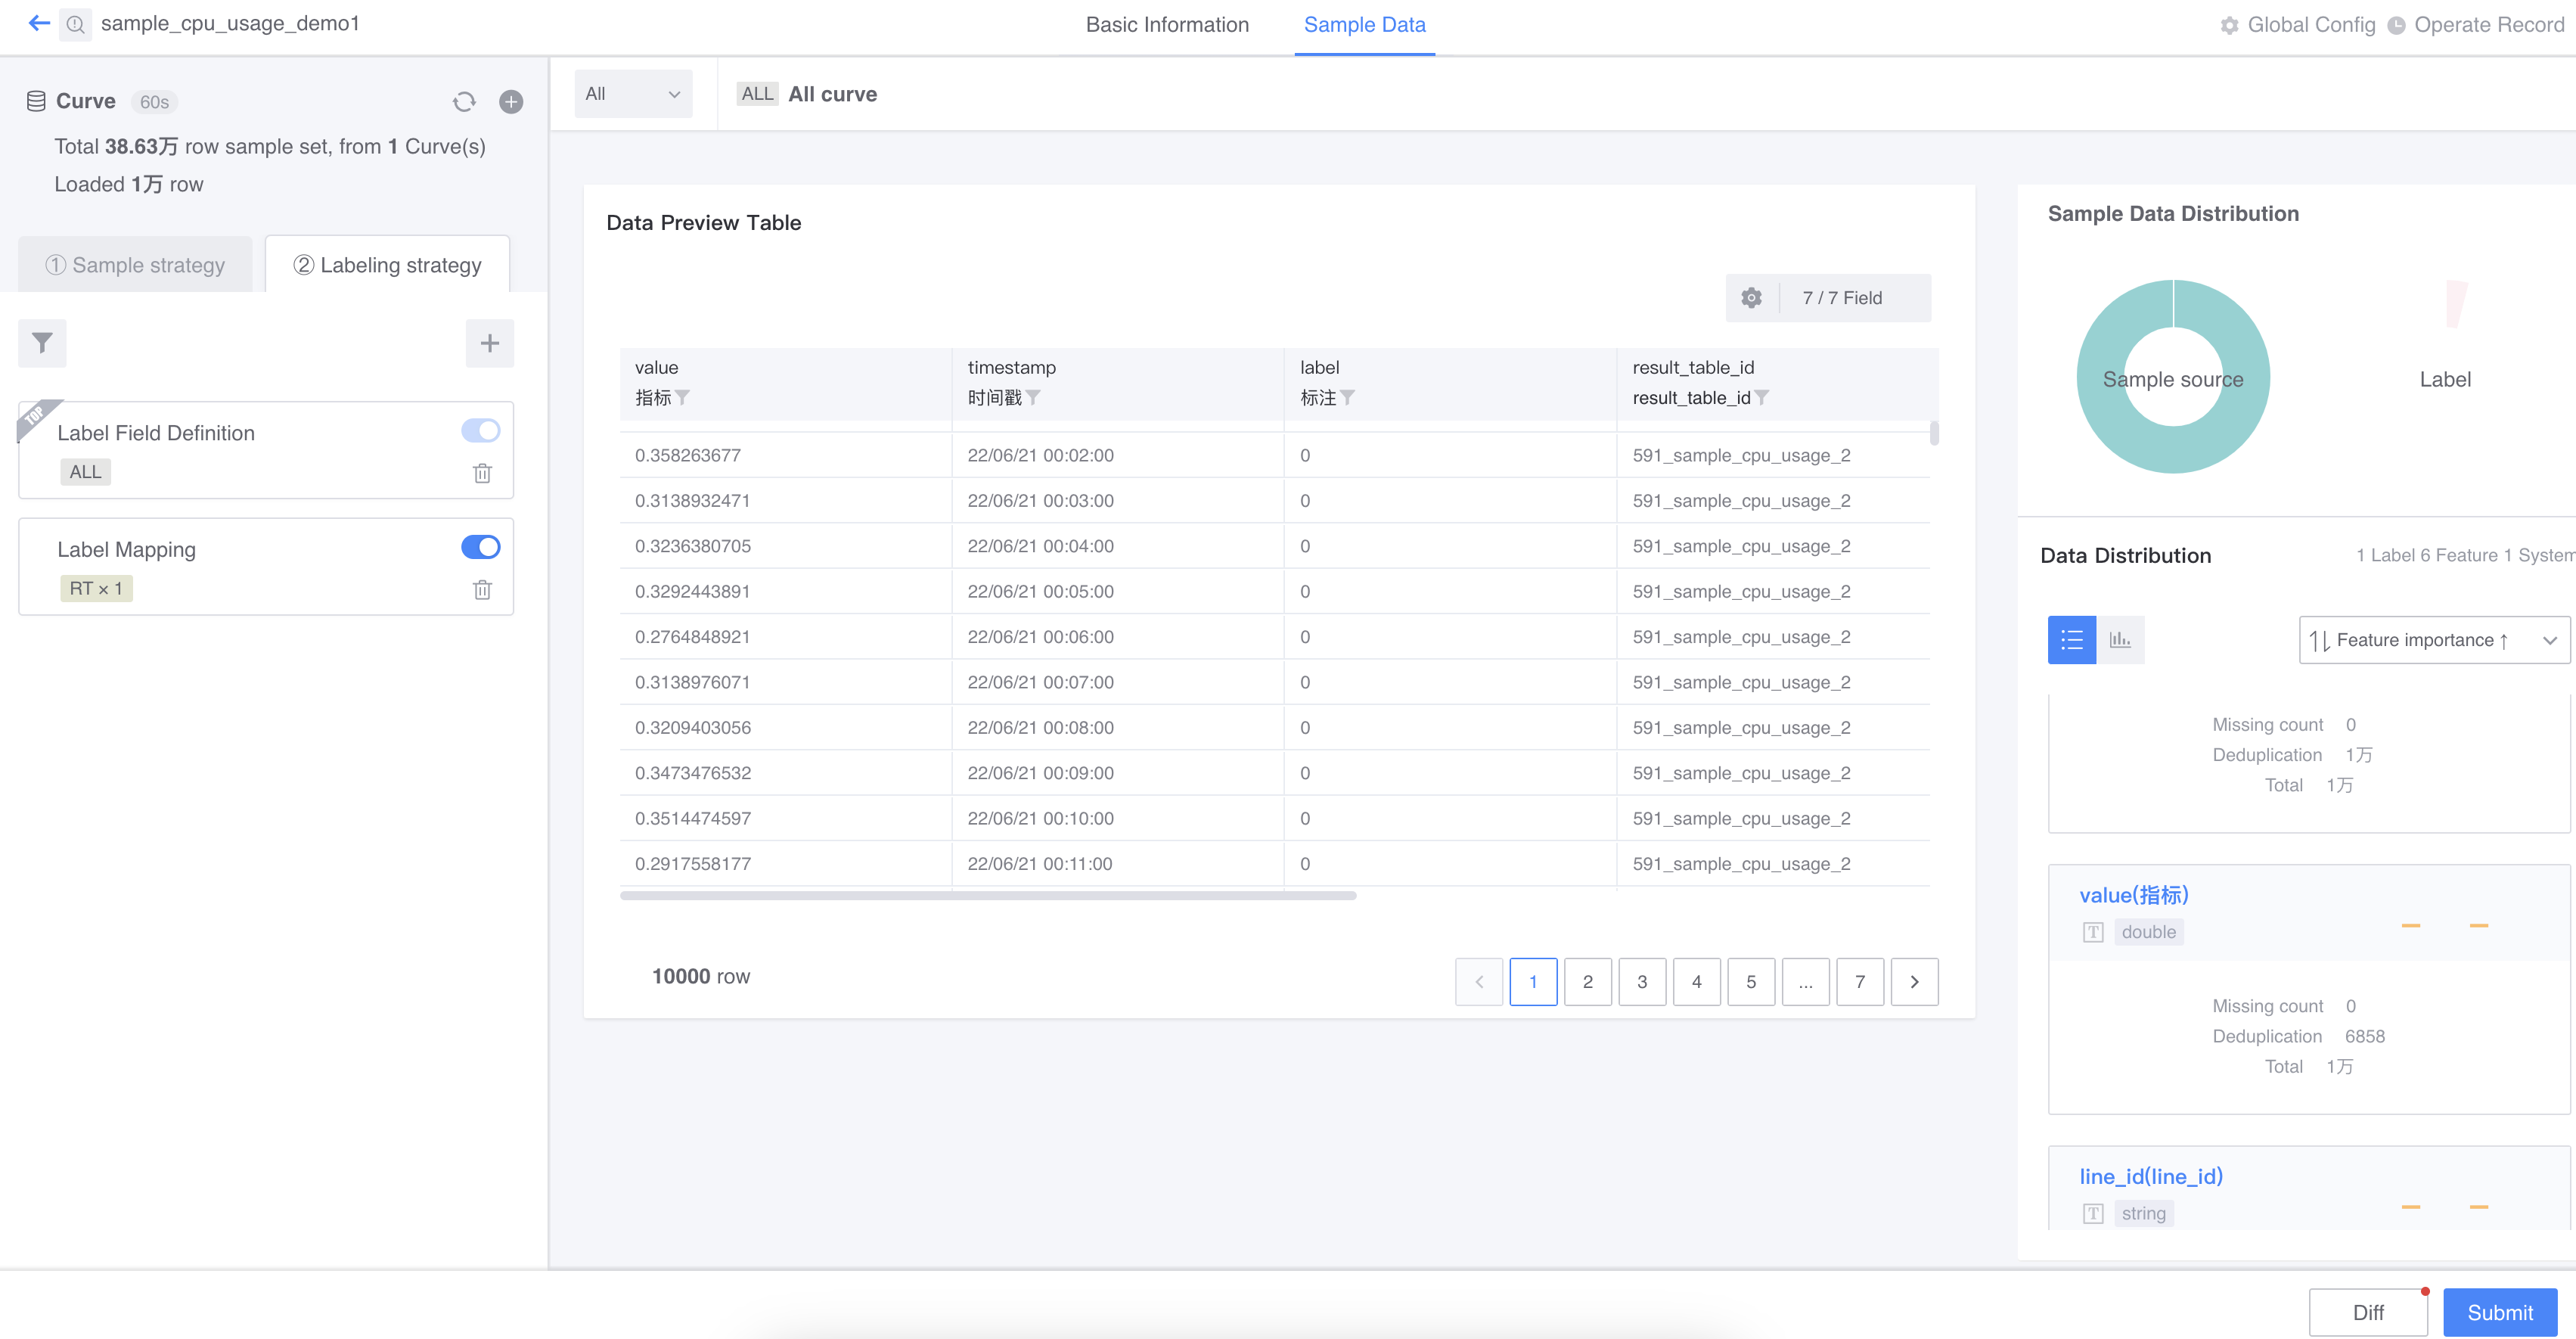 sample_cpu_usage_demo1
Basic Information
Sample Data
Global Config
Operate Record
Curve 60s
Total 38.63万 row sample set, from 1 Curve(s)
Loaded 1万 row
① Sample strategy
② Labeling strategy
TOP
Label Field Definition
ALL
Label Mapping
RT × 1
All
ALL All curve
Data Preview Table
7 / 7 Field
value timestamp label result_table_id
指标 时间戳 标注 result_table_id
0.358263677 22/06/21 00:02:00 0 591_sample_cpu_usage_2
0.3138932471 22/06/21 00:03:00 0 591_sample_cpu_usage_2
0.3236380705 22/06/21 00:04:00 0 591_sample_cpu_usage_2
0.3292443891 22/06/21 00:05:00 0 591_sample_cpu_usage_2
0.2764848921 22/06/21 00:06:00 0 591_sample_cpu_usage_2
0.3138976071 22/06/21 00:07:00 0 591_sample_cpu_usage_2
0.3209403056 22/06/21 00:08:00 0 591_sample_cpu_usage_2
0.3473476532 22/06/21 00:09:00 0 591_sample_cpu_usage_2
0.3514474597 22/06/21 00:10:00 0 591_sample_cpu_usage_2
0.2917558177 22/06/21 00:11:00 0 591_sample_cpu_usage_2
10000 row
1 2 3 4 5 ... 7
Sample Data Distribution
Sample source
Label
Data Distribution
1 Label 6 Feature 1 System
Feature importance ↑
Missing count 0
Deduplication 1万
Total 1万
value(指标)
T double
Missing count 0
Deduplication 6858
Total 1万
line_id(line_id)
T string
Diff
Submit